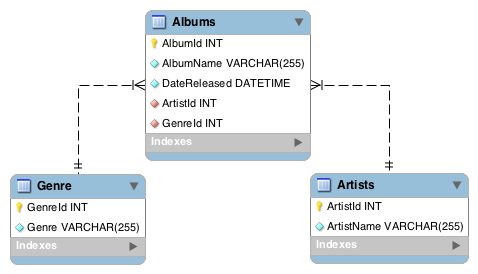 Albums
AlbumId INT
AlbumName VARCHAR(255)
DateReleased DATETIME
ArtistId INT
GenreId INT
Indexes
Genre
GenreId INT
Genre VARCHAR(255)
Indexes
Artists
ArtistId INT
ArtistName VARCHAR(255)
Indexes